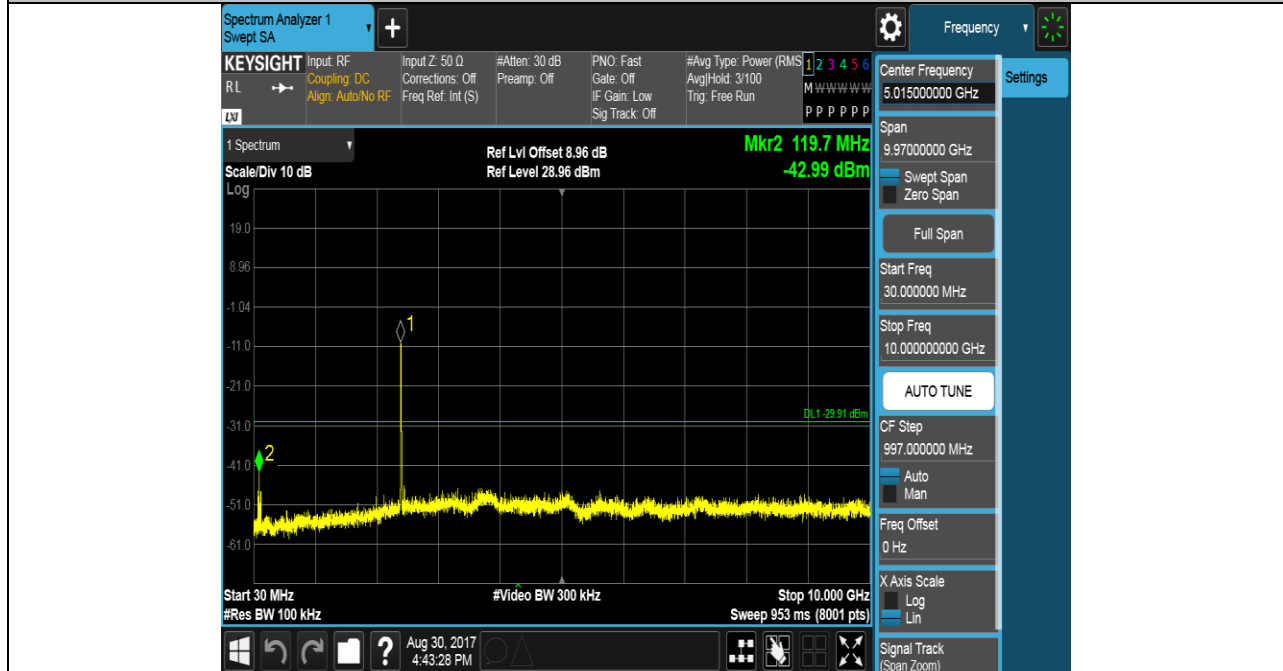 Spectrum Analyzer 1
Swept SA
Frequency
KEYSIGHT
RL
LXI
Input: RF
Coupling: DC
Align: Auto/No RF
Input Z: 50 Ω
Corrections: Off
Freq Ref: Int (S)
#Atten: 30 dB
Preamp: Off
PNO: Fast
Gate: Off
IF Gain: Low
Sig Track: Off
#Avg Type: Power (RMS
Avg|Hold: 3/100
Trig: Free Run
1 2 3 4 5 6
M W W W W W
P P P P P P
1 Spectrum
Scale/Div 10 dB
Log
Ref Lvl Offset 8.96 dB
Ref Level 28.96 dBm
Mkr2 119.7 MHz
-42.99 dBm
19.0
8.96
-1.04
-11.0
-21.0
-31.0
-41.0
-51.0
-61.0
1
2
DL1 -29.91 dBm
Start 30 MHz
#Res BW 100 kHz
#Video BW 300 kHz
Stop 10.000 GHz
Sweep 953 ms (8001 pts)
Aug 30, 2017
4:43:28 PM
Center Frequency
5.015000000 GHz
Settings
Span
9.97000000 GHz
Swept Span
Zero Span
Full Span
Start Freq
30.000000 MHz
Stop Freq
10.000000000 GHz
AUTO TUNE
CF Step
997.000000 MHz
Auto
Man
Freq Offset
0 Hz
X Axis Scale
Log
Lin
Signal Track
(Span Zoom)